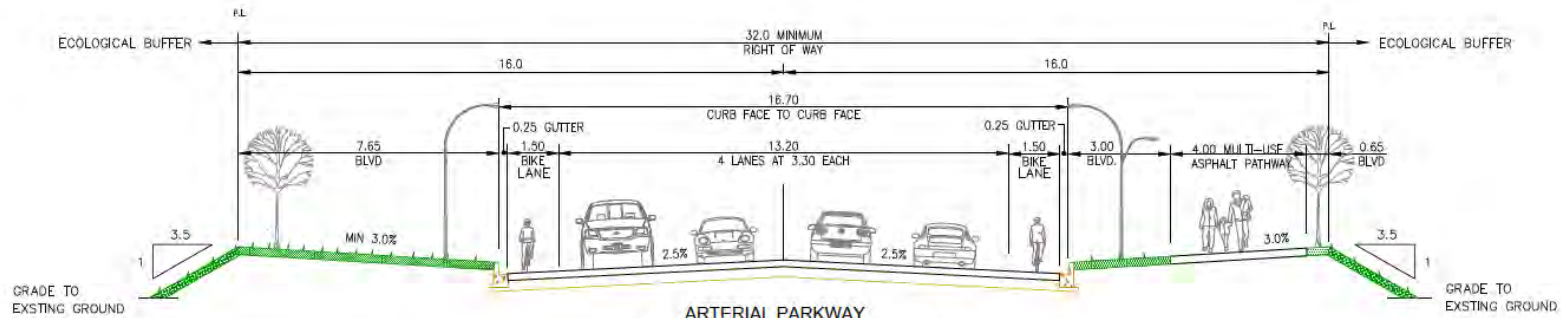 P.L. P.L.
ECOLOGICAL BUFFER 32.0 MINIMUM ECOLOGICAL BUFFER
RIGHT OF WAY
16.0 16.0
16.70
CURB FACE TO CURB FACE
0.25 GUTTER 0.25 GUTTER
7.65 1.50 13.20 1.50 3.00 4.00 MULTI-USE 0.65
BLVD BIKE 4 LANES AT 3.30 EACH BIKE BLVD. ASPHALT PATHWAY BLVD
LANE LANE
3.5 MIN 3.0% 3.0% 3.5
1 2.5% 2.5% 1
GRADE TO GRADE TO
EXSTING GROUND EXSTING GROUND
ARTERIAL PARKWAY